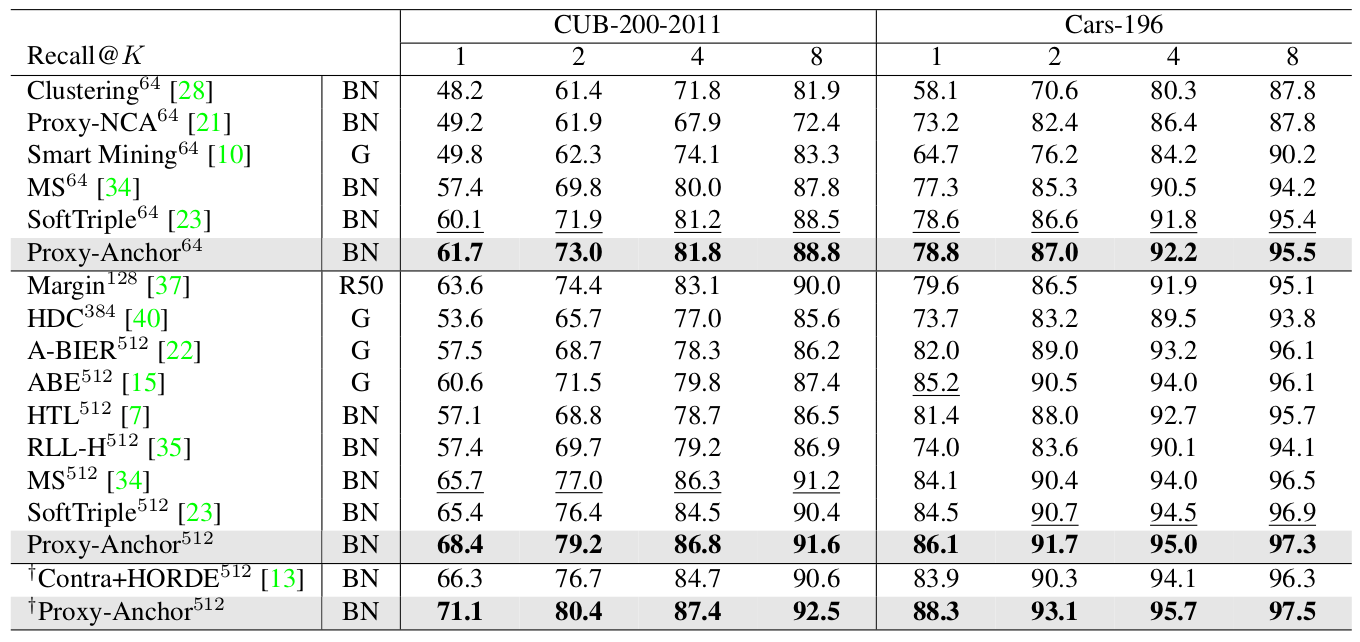 CUB-200-2011 Cars-196
Recall@K 1 2 4 8 1 2 4 8
Clustering^64 [28] BN 48.2 61.4 71.8 81.9 58.1 70.6 80.3 87.8
Proxy-NCA^64 [21] BN 49.2 61.9 67.9 72.4 73.2 82.4 86.4 87.8
Smart Mining^64 [10] G 49.8 62.3 74.1 83.3 64.7 76.2 84.2 90.2
MS^64 [34] BN 57.4 69.8 80.0 87.8 77.3 85.3 90.5 94.2
SoftTriple^64 [23] BN 60.1 71.9 81.2 88.5 78.6 86.6 91.8 95.4
Proxy-Anchor^64 BN 61.7 73.0 81.8 88.8 78.8 87.0 92.2 95.5
Margin^128 [37] R50 63.6 74.4 83.1 90.0 79.6 86.5 91.9 95.1
HDC^384 [40] G 53.6 65.7 77.0 85.6 73.7 83.2 89.5 93.8
A-BIER^512 [22] G 57.5 68.7 78.3 86.2 82.0 89.0 93.2 96.1
ABE^512 [15] G 60.6 71.5 79.8 87.4 85.2 90.5 94.0 96.1
HTL^512 [7] BN 57.1 68.8 78.7 86.5 81.4 88.0 92.7 95.7
RLL-H^512 [35] BN 57.4 69.7 79.2 86.9 74.0 83.6 90.1 94.1
MS^512 [34] BN 65.7 77.0 86.3 91.2 84.1 90.4 94.0 96.5
SoftTriple^512 [23] BN 65.4 76.4 84.5 90.4 84.5 90.7 94.5 96.9
Proxy-Anchor^512 BN 68.4 79.2 86.8 91.6 86.1 91.7 95.0 97.3
†Contra+HORDE^512 [13] BN 66.3 76.7 84.7 90.6 83.9 90.3 94.1 96.3
†Proxy-Anchor^512 BN 71.1 80.4 87.4 92.5 88.3 93.1 95.7 97.5